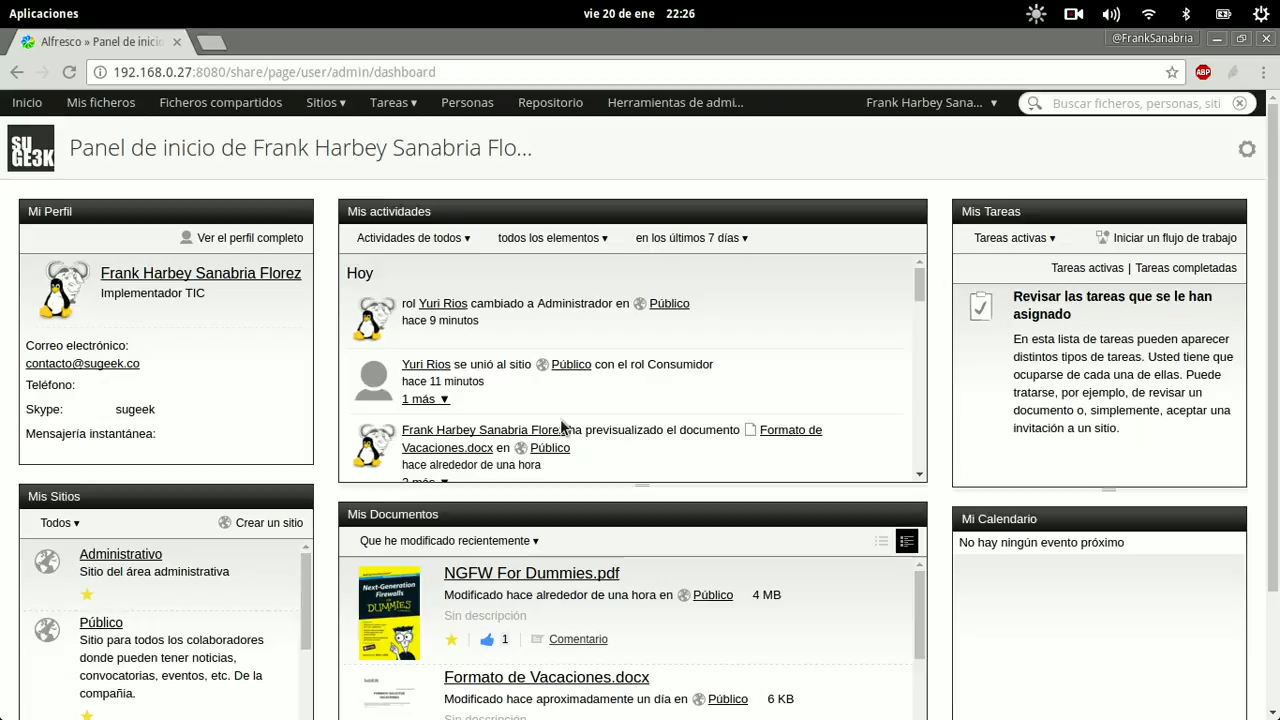 Aplicaciones
vie 20 de ene 22:26
Alfresco » Panel de inici
@FrankSanabria
192.168.0.27:8080/share/page/user/admin/dashboard
ABP
Inicio Mis ficheros Ficheros compartidos Sitios ▾ Tareas ▾ Personas Repositorio Herramientas de admi... Frank Harbey Sana... ▾ Buscar ficheros, personas, siti
SU
GE3K
Panel de inicio de Frank Harbey Sanabria Flo...
Mi Perfil
Ver el perfil completo
Frank Harbey Sanabria Florez
Implementador TIC
Correo electrónico:
contacto@sugeek.co
Teléfono:
Skype: sugeek
Mensajería instantánea:
Mis Sitios
Todos ▾ Crear un sitio
Administrativo
Sitio del área administrativa
Público
Sitio para todos los colaboradores
donde pueden tener noticias,
convocatorias, eventos, etc. De la
compañia.
Mis actividades
Actividades de todos ▾ todos los elementos ▾ en los últimos 7 días ▾
Hoy
rol Yuri Rios cambiado a Administrador en Público
hace 9 minutos
Yuri Rios se unió al sitio Público con el rol Consumidor
hace 11 minutos
1 más ▼
Frank Harbey Sanabria Florez ha previsualizado el documento Formato de
Vacaciones.docx en Público
hace alrededor de una hora
2 más ▼
Mis Documentos
Que he modificado recientemente ▾
NGFW For Dummies.pdf
Modificado hace alrededor de una hora en Público 4 MB
Sin descripción
1 Comentario
Next-Generation
Firewalls
DUMMIES
Formato de Vacaciones.docx
Modificado hace aproximadamente un día en Público 6 KB
Sin descripción
Mis Tareas
Tareas activas ▾ Iniciar un flujo de trabajo
Tareas activas | Tareas completadas
Revisar las tareas que se le han
asignado
En esta lista de tareas pueden aparecer
distintos tipos de tareas. Usted tiene que
ocuparse de cada una de ellas. Puede
tratarse, por ejemplo, de revisar un
documento o, simplemente, aceptar una
invitación a un sitio.
Mi Calendario
No hay ningún evento próximo